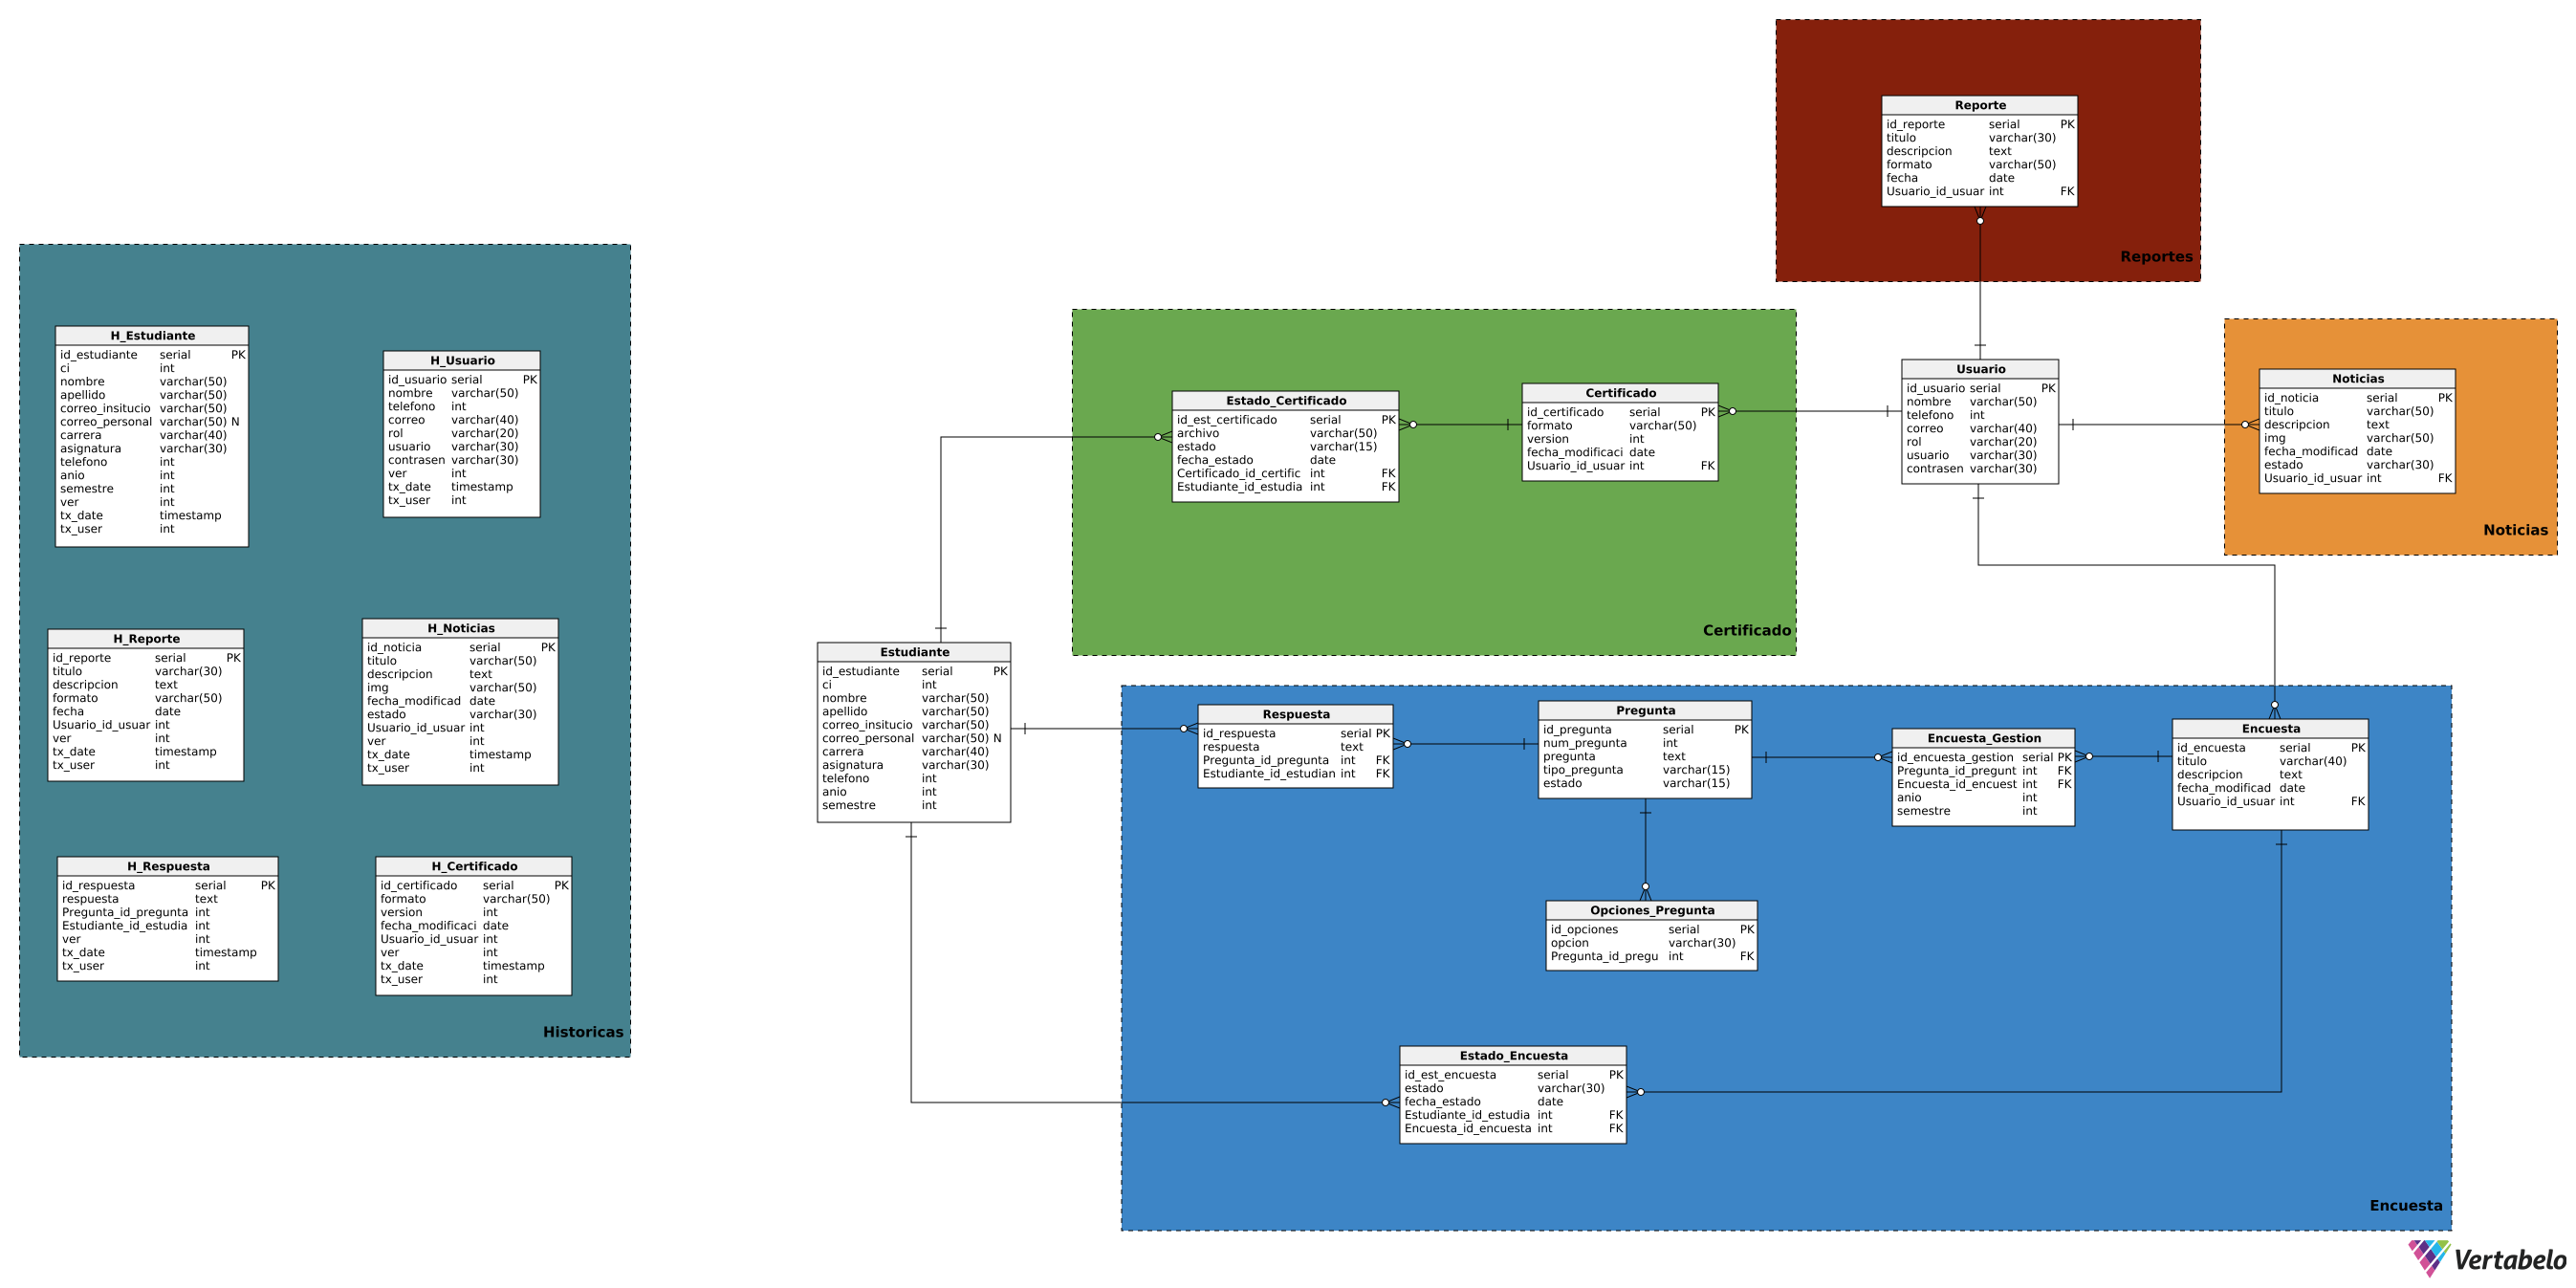 Reporte
id_reporte serial PK
titulo varchar(30)
descripcion text
formato varchar(50)
fecha date
Usuario_id_usuar int FK
Reportes
H_Estudiante
id_estudiante serial PK
ci int
nombre varchar(50)
apellido varchar(50)
correo_insitucio varchar(50)
correo_personal varchar(50) N
carrera varchar(40)
asignatura varchar(30)
telefono int
anio int
semestre int
ver int
tx_date timestamp
tx_user int
H_Usuario
id_usuario serial PK
nombre varchar(50)
telefono int
correo varchar(40)
rol varchar(20)
usuario varchar(30)
contrasen varchar(30)
ver int
tx_date timestamp
tx_user int
H_Reporte
id_reporte serial PK
titulo varchar(30)
descripcion text
formato varchar(50)
fecha date
Usuario_id_usuar int
ver int
tx_date timestamp
tx_user int
H_Noticias
id_noticia serial PK
titulo varchar(50)
descripcion text
img varchar(50)
fecha_modificad date
estado varchar(30)
Usuario_id_usuar int
ver int
tx_date timestamp
tx_user int
H_Respuesta
id_respuesta serial PK
respuesta text
Pregunta_id_pregunta int
Estudiante_id_estudia int
ver int
tx_date timestamp
tx_user int
H_Certificado
id_certificado serial PK
formato varchar(50)
version int
fecha_modificaci date
Usuario_id_usuar int
ver int
tx_date timestamp
tx_user int
Historicas
Estado_Certificado
id_est_certificado serial PK
archivo varchar(50)
estado varchar(15)
fecha_estado date
Certificado_id_certific int FK
Estudiante_id_estudia int FK
Certificado
id_certificado serial PK
formato varchar(50)
version int
fecha_modificaci date
Usuario_id_usuar int FK
Certificado
Usuario
id_usuario serial PK
nombre varchar(50)
telefono int
correo varchar(40)
rol varchar(20)
usuario varchar(30)
contrasen varchar(30)
Noticias
id_noticia serial PK
titulo varchar(50)
descripcion text
img varchar(50)
fecha_modificad date
estado varchar(30)
Usuario_id_usuar int FK
Noticias
Estudiante
id_estudiante serial PK
ci int
nombre varchar(50)
apellido varchar(50)
correo_insitucio varchar(50)
correo_personal varchar(50) N
carrera varchar(40)
asignatura varchar(30)
telefono int
anio int
semestre int
Respuesta
id_respuesta serial PK
respuesta text
Pregunta_id_pregunta int FK
Estudiante_id_estudian int FK
Pregunta
id_pregunta serial PK
num_pregunta int
pregunta text
tipo_pregunta varchar(15)
estado varchar(15)
Encuesta_Gestion
id_encuesta_gestion serial PK
Pregunta_id_pregunt int FK
Encuesta_id_encuest int FK
anio int
semestre int
Encuesta
id_encuesta serial PK
titulo varchar(40)
descripcion text
fecha_modificad date
Usuario_id_usuar int FK
Opciones_Pregunta
id_opciones serial PK
opcion varchar(30)
Pregunta_id_pregu int FK
Estado_Encuesta
id_est_encuesta serial PK
estado varchar(30)
fecha_estado date
Estudiante_id_estudia int FK
Encuesta_id_encuesta int FK
Encuesta
Vertabelo